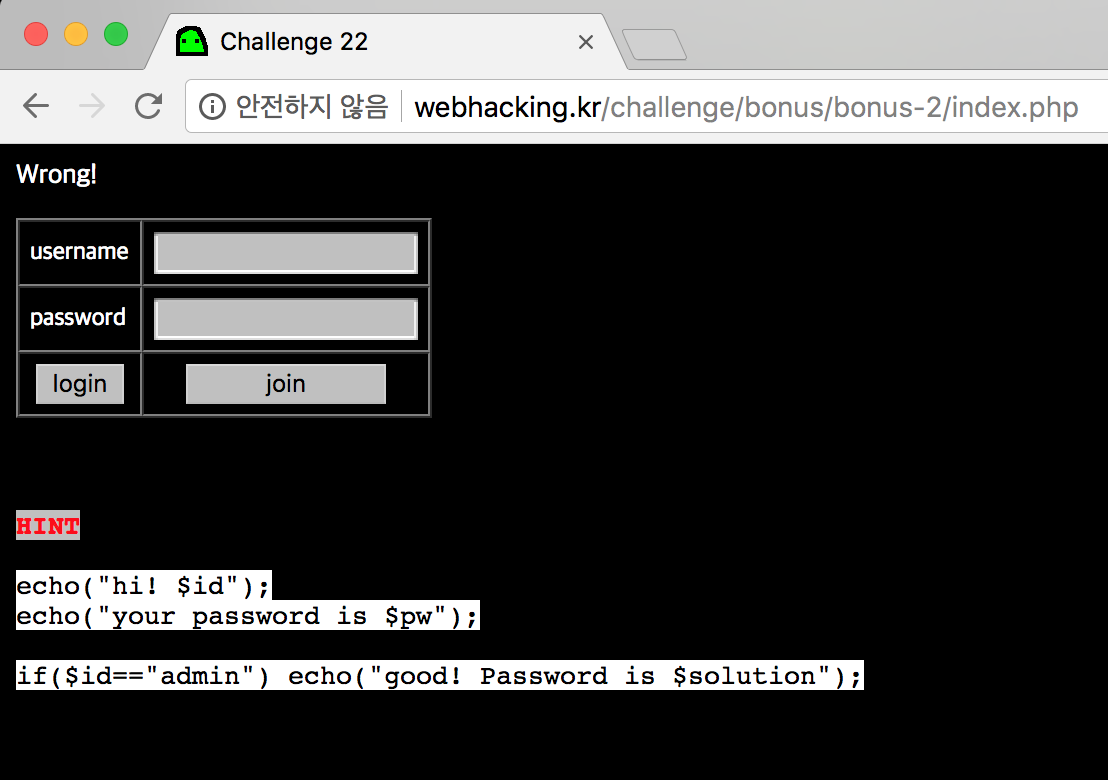 Challenge 22
안전하지 않음 webhacking.kr/challenge/bonus/bonus-2/index.php
Wrong!
username
password
login join
HINT
echo("hi! $id");
echo("your password is $pw");
if($id=="admin") echo("good! Password is $solution");